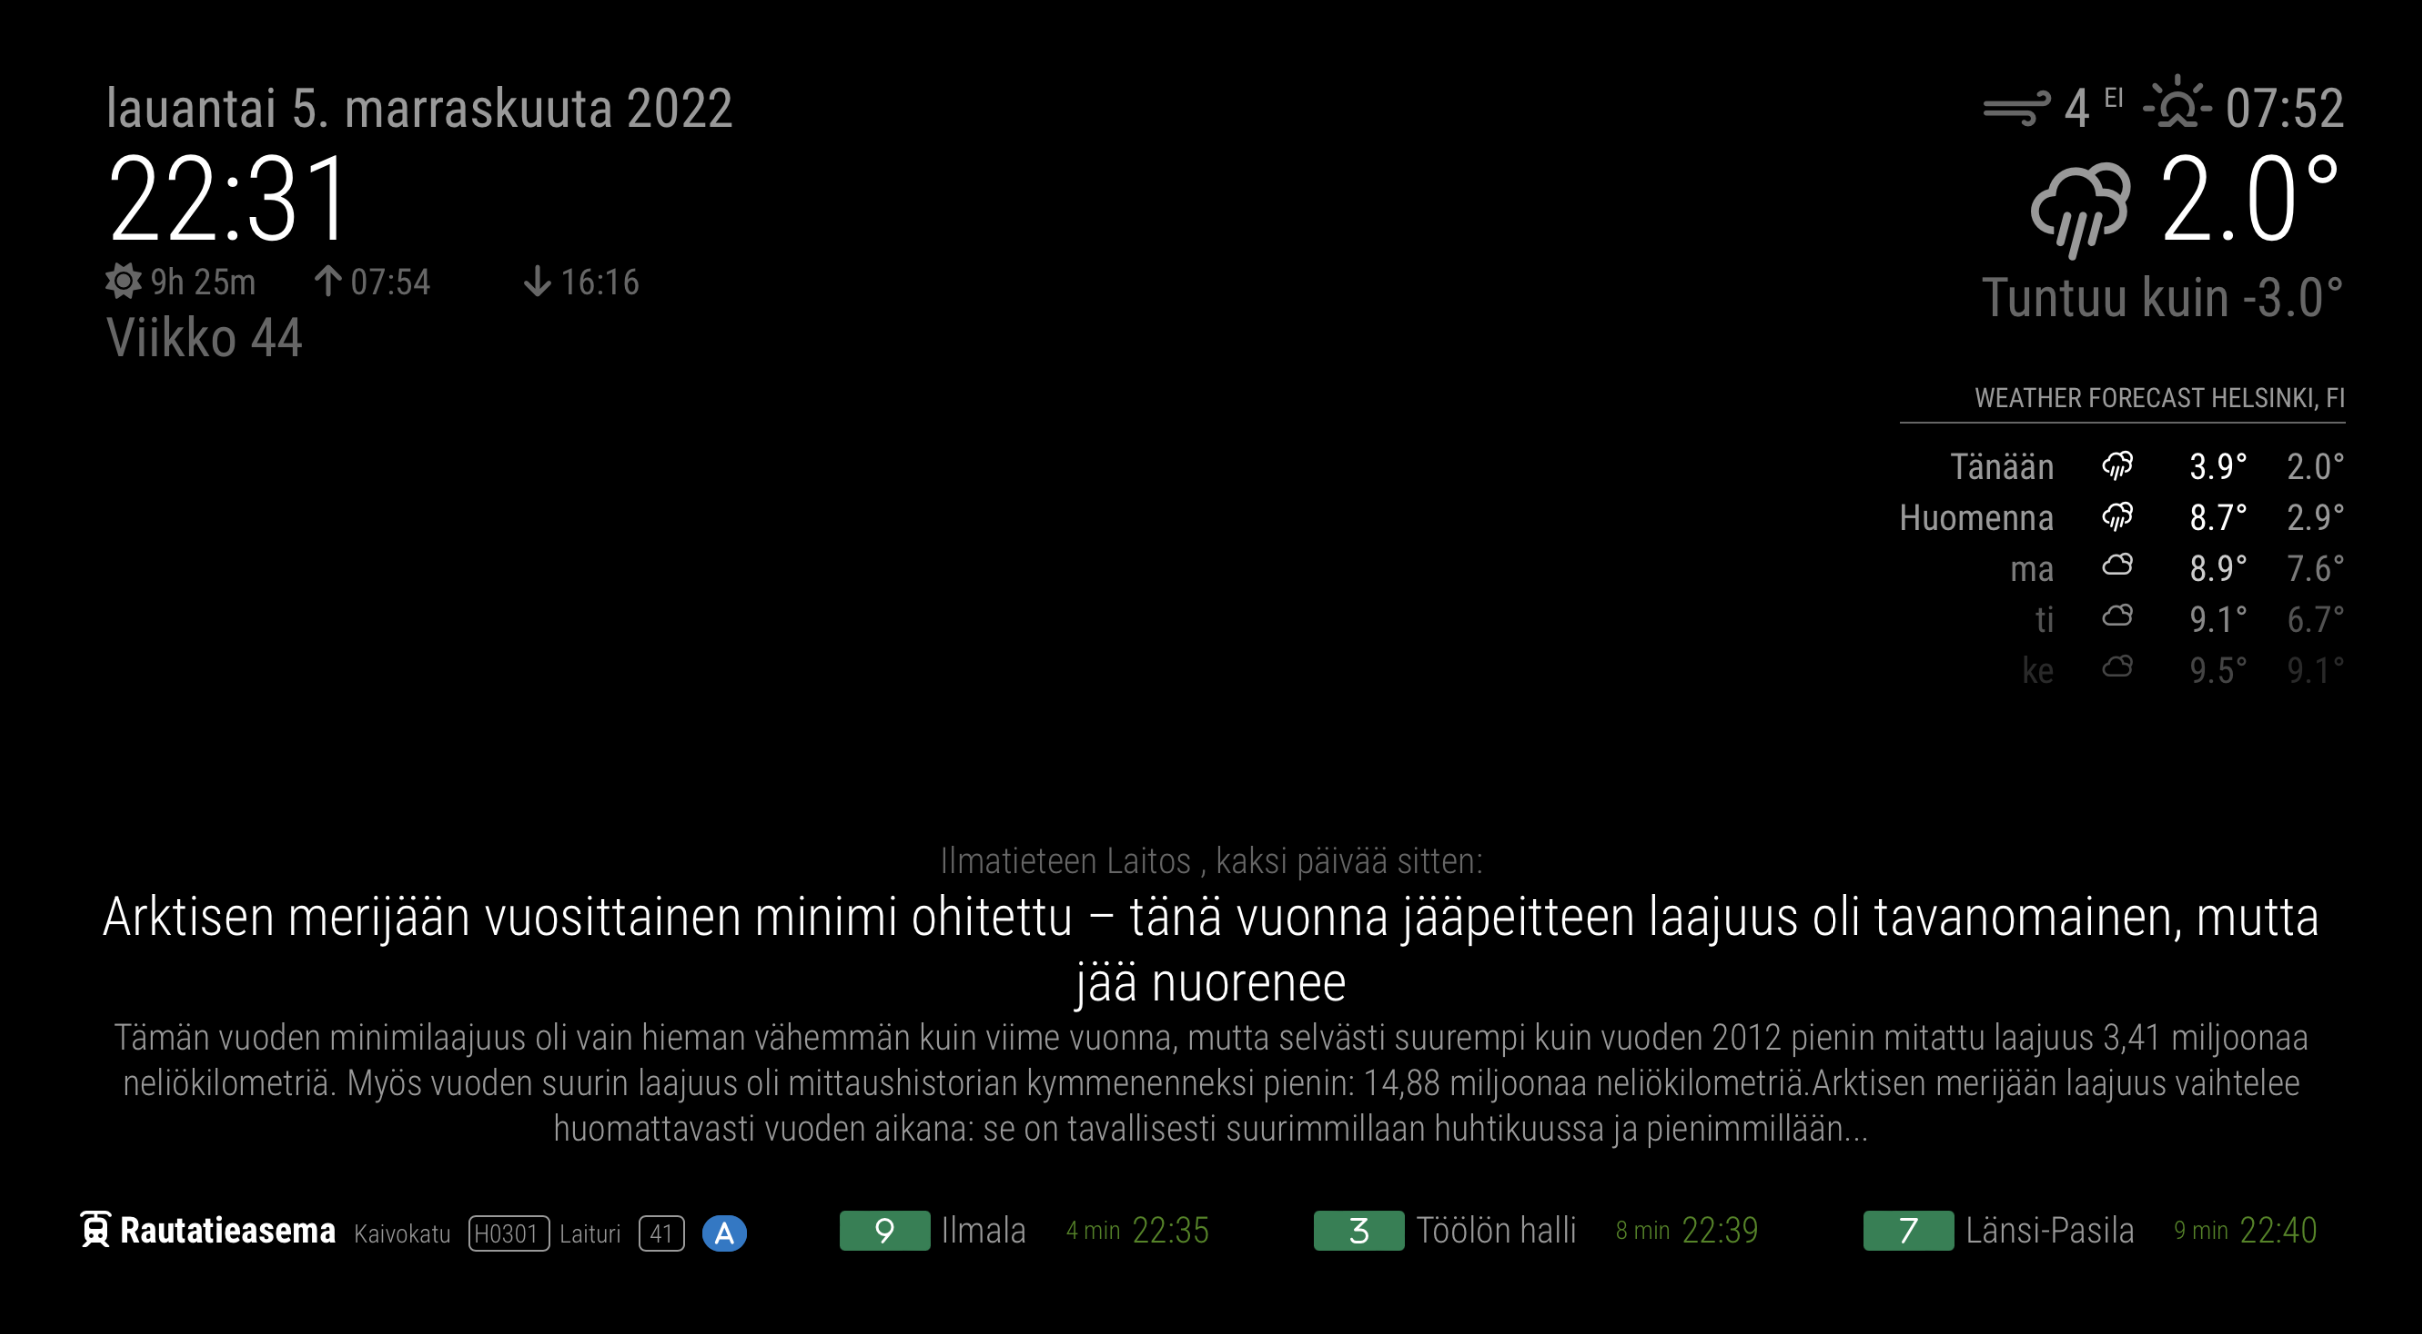 lauantai 5. marraskuuta 2022
22:31
9h 25m 07:54 16:16
Viikko 44
4 EI 07:52
2.0°
Tuntuu kuin -3.0°
WEATHER FORECAST HELSINKI, FI
Tänään 3.9° 2.0°
Huomenna 8.7° 2.9°
ma 8.9° 7.6°
ti 9.1° 6.7°
ke 9.5° 9.1°
Ilmatieteen Laitos , kaksi päivää sitten:
Arktisen merijään vuosittainen minimi ohitettu – tänä vuonna jääpeitteen laajuus oli tavanomainen, mutta
jää nuorenee
Tämän vuoden minimilaajuus oli vain hieman vähemmän kuin viime vuonna, mutta selvästi suurempi kuin vuoden 2012 pienin mitattu laajuus 3,41 miljoonaa
neliökilometriä. Myös vuoden suurin laajuus oli mittaushistorian kymmenenneksi pienin: 14,88 miljoonaa neliökilometriä.Arktisen merijään laajuus vaihtelee
huomattavasti vuoden aikana: se on tavallisesti suurimmillaan huhtikuussa ja pienimmillään...
Rautatieasema Kaivokatu H0301 Laituri 41 A 9 Ilmala 4 min 22:35 3 Töölön halli 8 min 22:39 7 Länsi-Pasila 9 min 22:40